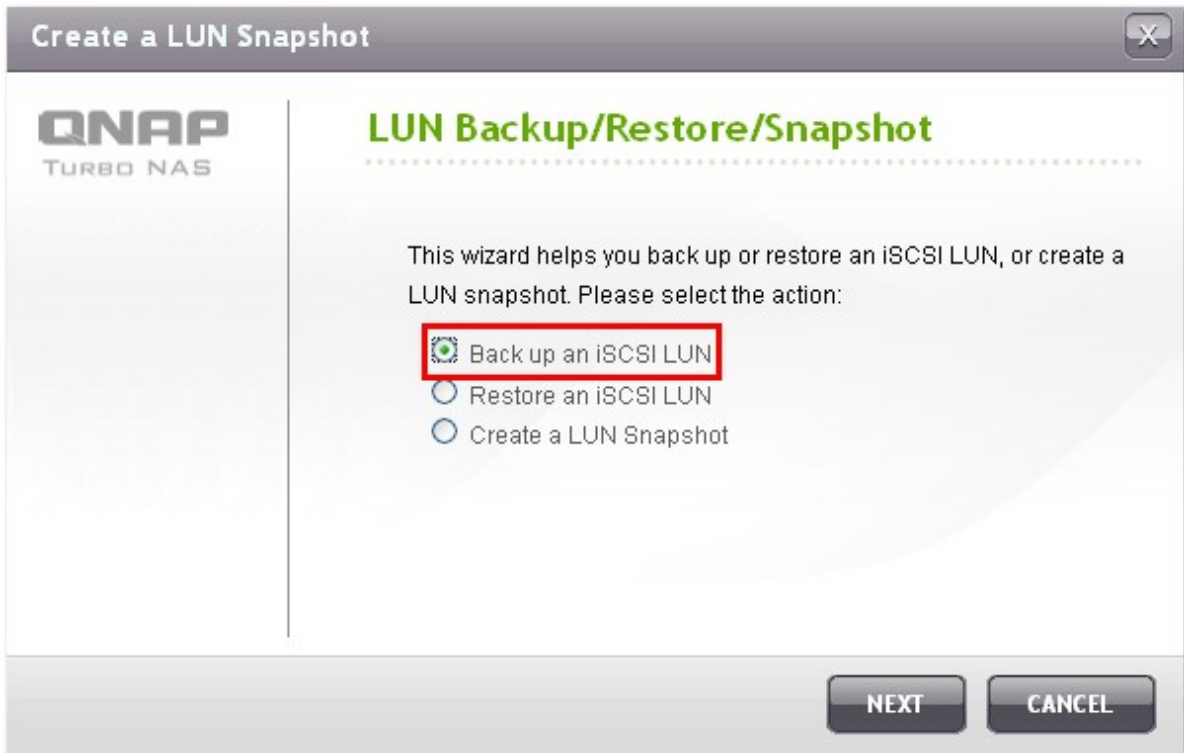 Create a LUN Snapshot
X
QNAP
TURBO NAS
LUN Backup/Restore/Snapshot
This wizard helps you back up or restore an iSCSI LUN, or create a
LUN snapshot. Please select the action:
Back up an iSCSI LUN
Restore an iSCSI LUN
Create a LUN Snapshot
NEXT
CANCEL